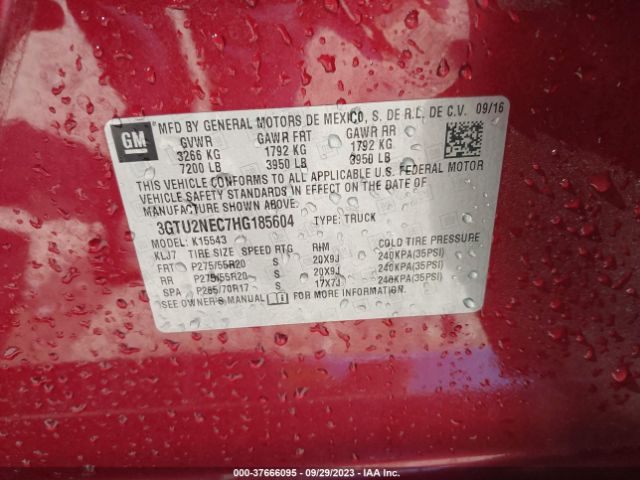 GM
MFD BY GENERAL MOTORS DE MEXICO, S. DE R.L. DE C.V. 09/16
GVWR GAWR FRT GAWR RR
3266 KG 1792 KG 1792 KG
7200 LB 3950 LB 3950 LB
THIS VEHICLE CONFORMS TO ALL APPLICABLE U.S. FEDERAL MOTOR
VEHICLE SAFETY STANDARDS IN EFFECT ON THE DATE OF
MANUFACTURE SHOWN ABOVE.
3GTU2NEC7HG185604 TYPE: TRUCK
MODEL: K15543
KLJ7 TIRE SIZE SPEED RTG RHM COLD TIRE PRESSURE
FRT P275/55R20 S 20X9J 240KPA(35PSI)
RR P275/55R20 S 20X9J 240KPA(35PSI)
SPA P265/70R17 S 17X7J 240KPA(35PSI)
SEE OWNER'S MANUAL FOR MORE INFORMATION.
000-37666095 - 09/29/2023 - IAA Inc.